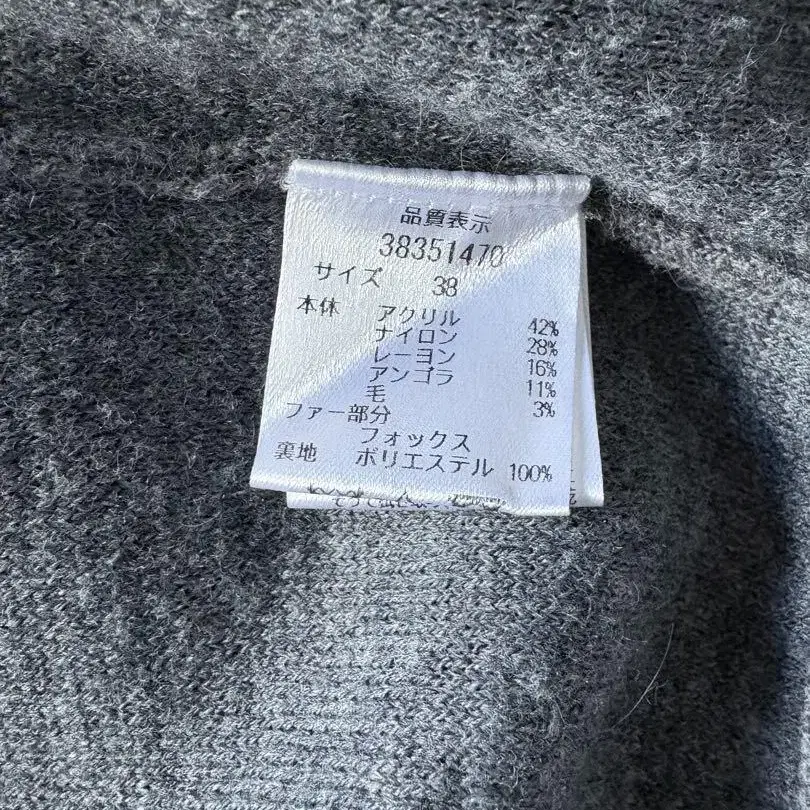 品質表示
38351470
サイズ 38
本体 アクリル 42%
ナイロン 28%
レーヨン 16%
アンゴラ 11%
毛 3%
ファー部分
フォックス
裏地 ポリエステル 100%